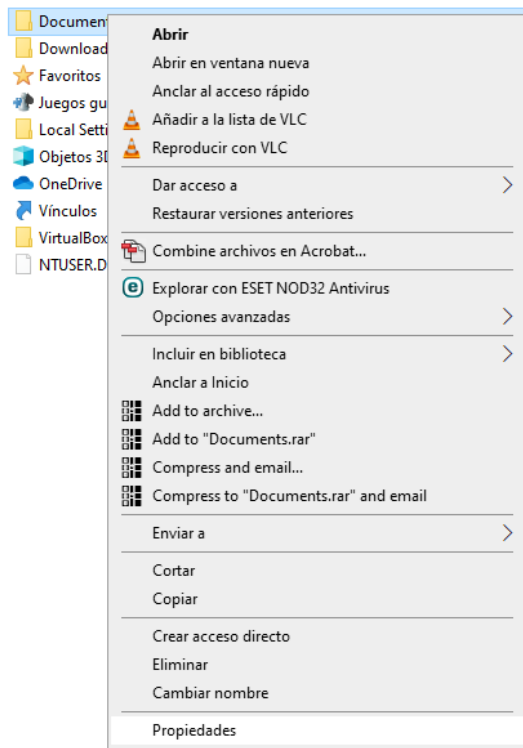 Document
Download
Favoritos
Juegos gu
Local Setti
Objetos 3D
OneDrive
Vínculos
VirtualBox
NTUSER.D
Abrir
Abrir en ventana nueva
Anclar al acceso rápido
Añadir a la lista de VLC
Reproducir con VLC
Dar acceso a
Restaurar versiones anteriores
Combine archivos en Acrobat...
Explorar con ESET NOD32 Antivirus
Opciones avanzadas
Incluir en biblioteca
Anclar a Inicio
Add to archive...
Add to "Documents.rar"
Compress and email...
Compress to "Documents.rar" and email
Enviar a
Cortar
Copiar
Crear acceso directo
Eliminar
Cambiar nombre
Propiedades